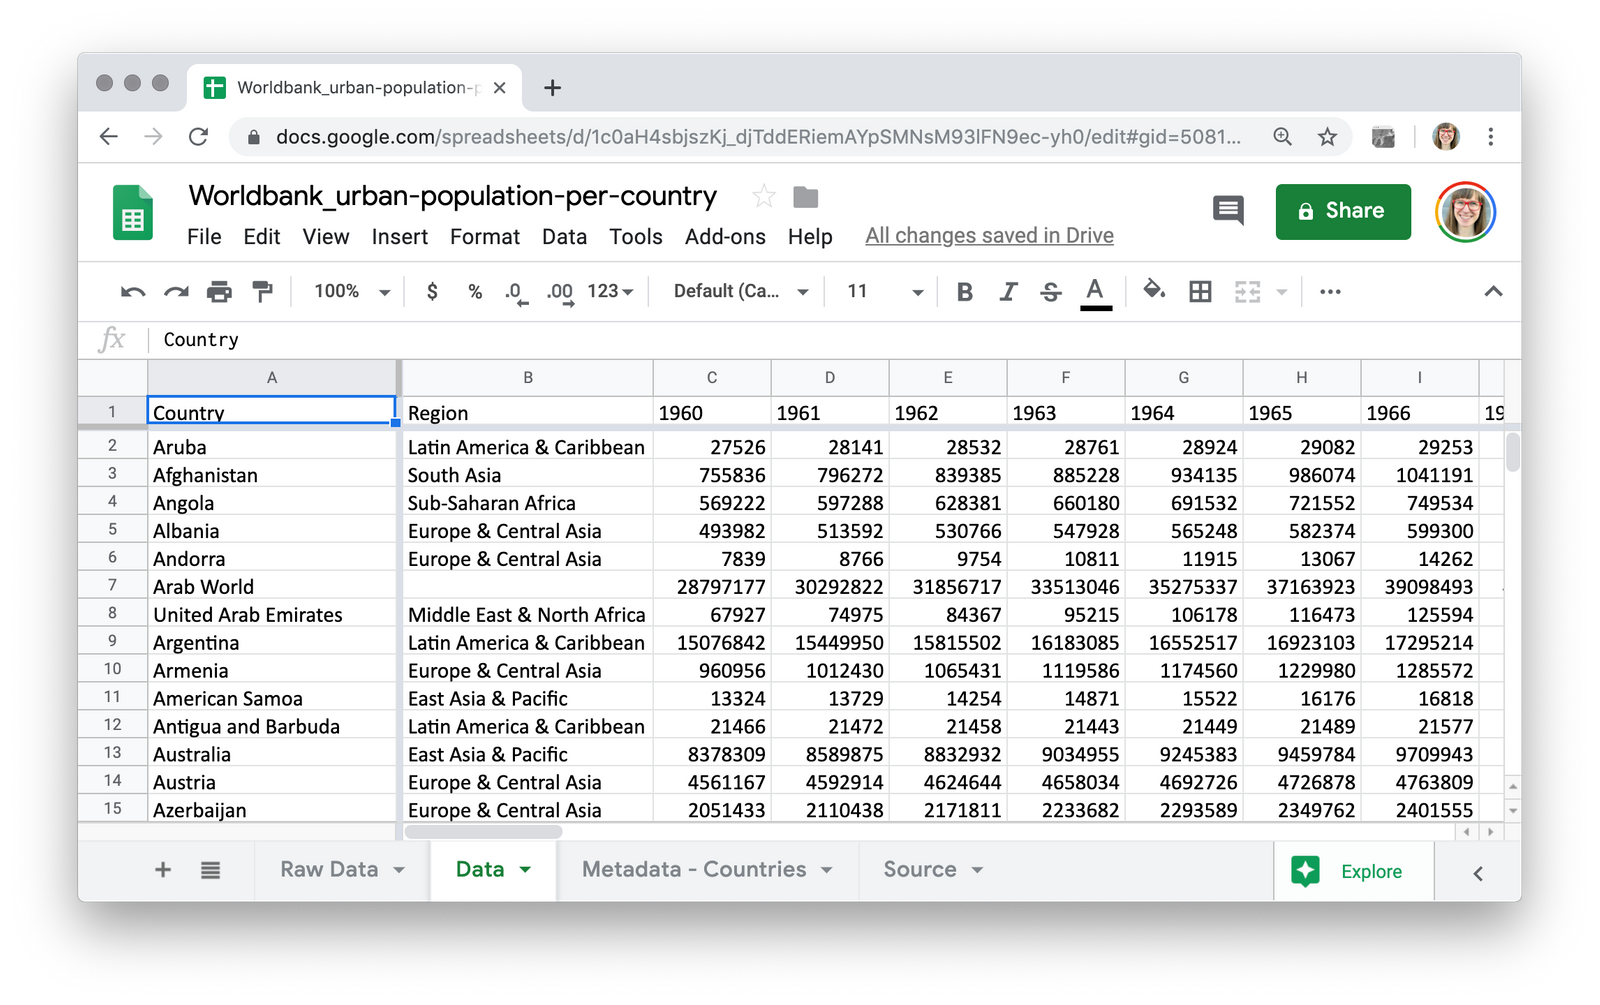 Worldbank_urban-population-p
docs.google.com/spreadsheets/d/1c0aH4sbjszKj_djTddERiemAYpSMNsM93lFN9ec-yh0/edit#gid=5081...
Worldbank_urban-population-per-country
Share
File Edit View Insert Format Data Tools Add-ons Help All changes saved in Drive
100% $ % .0 .00 123 Default (Ca... 11 B I S A ...
fx Country
A B C D E F G H I
1 Country Region 1960 1961 1962 1963 1964 1965 1966 19
2 Aruba Latin America & Caribbean 27526 28141 28532 28761 28924 29082 29253
3 Afghanistan South Asia 755836 796272 839385 885228 934135 986074 1041191
4 Angola Sub-Saharan Africa 569222 597288 628381 660180 691532 721552 749534
5 Albania Europe & Central Asia 493982 513592 530766 547928 565248 582374 599300
6 Andorra Europe & Central Asia 7839 8766 9754 10811 11915 13067 14262
7 Arab World 28797177 30292822 31856717 33513046 35275337 37163923 39098493
8 United Arab Emirates Middle East & North Africa 67927 74975 84367 95215 106178 116473 125594
9 Argentina Latin America & Caribbean 15076842 15449950 15815502 16183085 16552517 16923103 17295214
10 Armenia Europe & Central Asia 960956 1012430 1065431 1119586 1174560 1229980 1285572
11 American Samoa East Asia & Pacific 13324 13729 14254 14871 15522 16176 16818
12 Antigua and Barbuda Latin America & Caribbean 21466 21472 21458 21443 21449 21489 21577
13 Australia East Asia & Pacific 8378309 8589875 8832932 9034955 9245383 9459784 9709943
14 Austria Europe & Central Asia 4561167 4592914 4624644 4658034 4692726 4726878 4763809
15 Azerbaijan Europe & Central Asia 2051433 2110438 2171811 2233682 2293589 2349762 2401555
Raw Data Data Metadata - Countries Source Explore